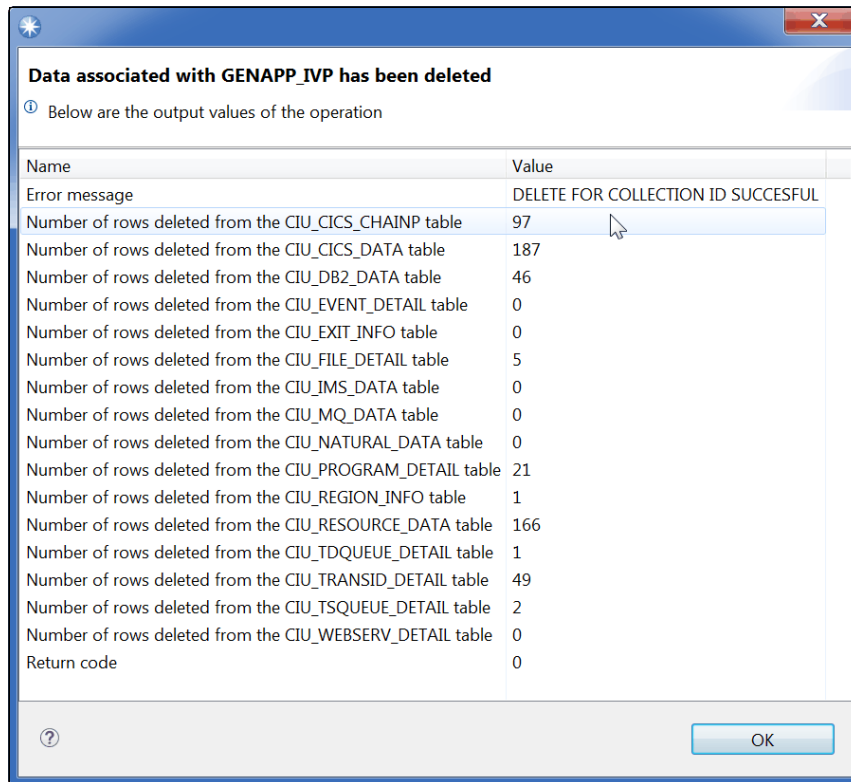 Data associated with GENAPP_IVP has been deleted
Below are the output values of the operation
Name Value
Error message DELETE FOR COLLECTION ID SUCCESFUL
Number of rows deleted from the CIU_CICS_CHAINP table 97
Number of rows deleted from the CIU_CICS_DATA table 187
Number of rows deleted from the CIU_DB2_DATA table 46
Number of rows deleted from the CIU_EVENT_DETAIL table 0
Number of rows deleted from the CIU_EXIT_INFO table 0
Number of rows deleted from the CIU_FILE_DETAIL table 5
Number of rows deleted from the CIU_IMS_DATA table 0
Number of rows deleted from the CIU_MQ_DATA table 0
Number of rows deleted from the CIU_NATURAL_DATA table 0
Number of rows deleted from the CIU_PROGRAM_DETAIL table 21
Number of rows deleted from the CIU_REGION_INFO table 1
Number of rows deleted from the CIU_RESOURCE_DATA table 166
Number of rows deleted from the CIU_TDQUEUE_DETAIL table 1
Number of rows deleted from the CIU_TRANSID_DETAIL table 49
Number of rows deleted from the CIU_TSQUEUE_DETAIL table 2
Number of rows deleted from the CIU_WEBSERV_DETAIL table 0
Return code 0
OK